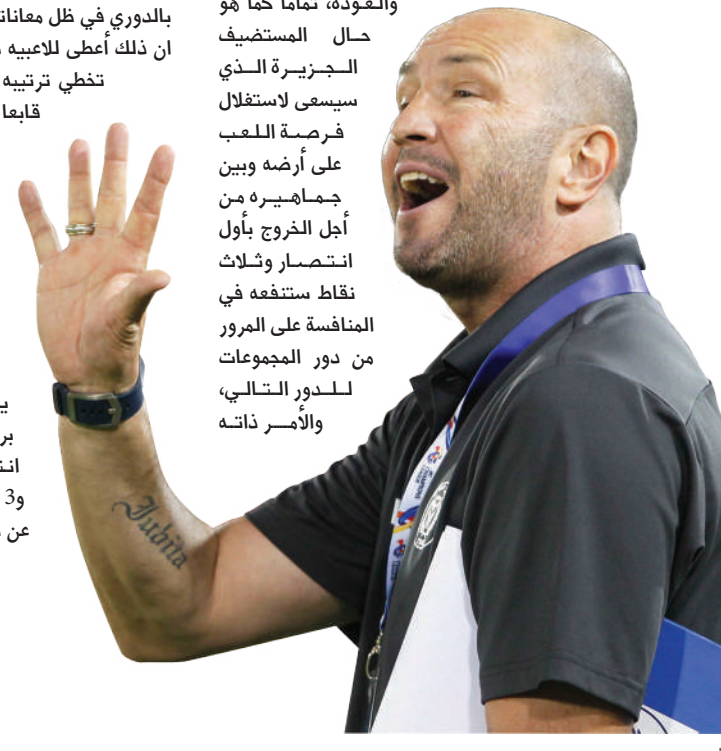 والعودة، تماما كما هو
حال المستضيف
الجزيرة الذي
سيسعى لاستغلال
فرصة اللعب
على أرضه وبين
جماهيره من
أجل الخروج بأول
انتصار وثلاث
نقاط ستنفعه في
المنافسة على المرور
من دور المجموعات
للدور التالي،
والأمر ذاته
بالدوري في ظل
ان ذلك أعطى للاعبيه
تخطي ترتيبه
قابعا
و3
عن
Jubita